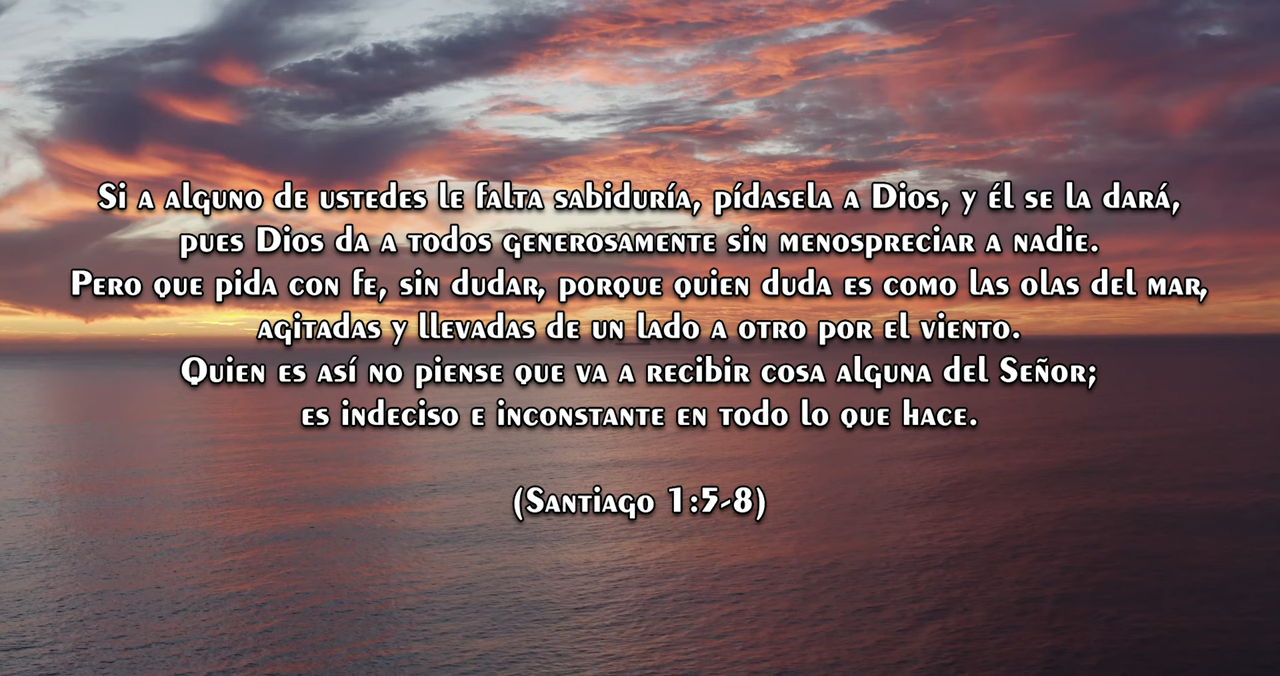 Si a alguno de ustedes le falta sabiduría, pídasela a Dios, y él se la dará,
pues Dios da a todos generosamente sin menospreciar a nadie.
Pero que pida con fe, sin dudar, porque quien duda es como las olas del mar,
agitadas y llevadas de un lado a otro por el viento.
Quien es así no piense que va a recibir cosa alguna del Señor;
es indeciso e inconstante en todo lo que hace.
(Santiago 1:5-8)